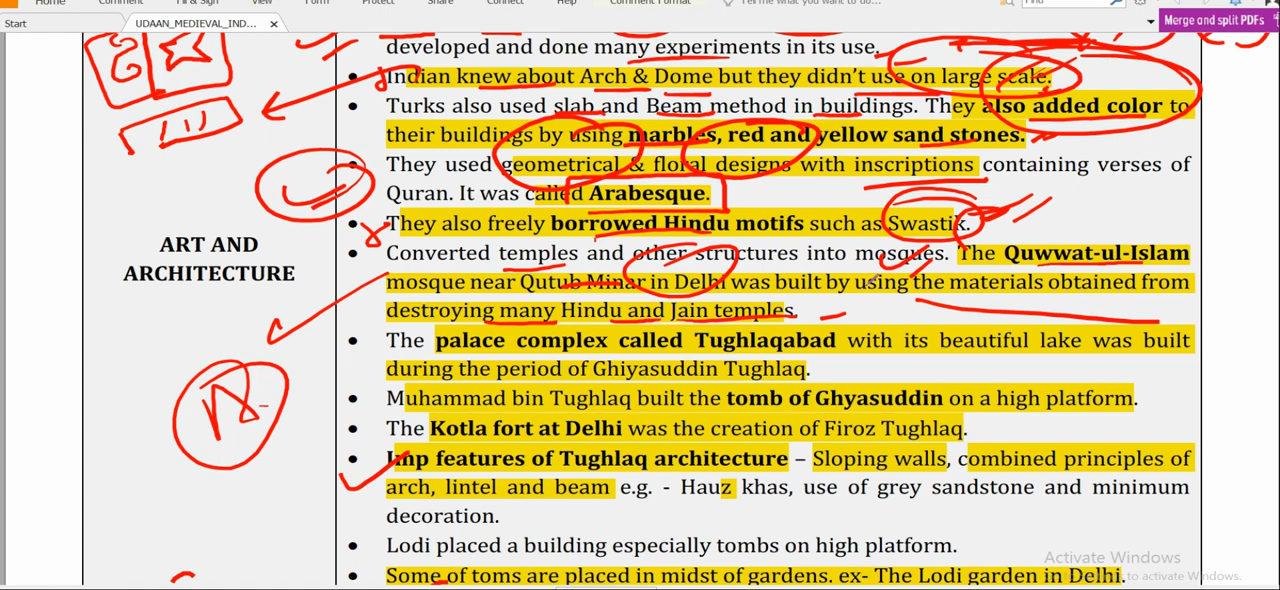 Home View Form Protect Share Connect Help Comment Format Tell me what you want to do... Find
Start UDAAN_MEDIEVAL_IND... × Merge and split PDFs
developed and done many experiments in its use.
• Indian knew about Arch & Dome but they didn't use on large scale.
• Turks also used slab and Beam method in buildings. They also added color to
their buildings by using marbles, red and yellow sand stones.
• They used geometrical & floral designs with inscriptions containing verses of
Quran. It was called Arabesque.
• They also freely borrowed Hindu motifs such as Swastik.
ART AND
ARCHITECTURE
• Converted temples and other structures into mosques. The Quwwat-ul-Islam
mosque near Qutub Minar in Delhi was built by using the materials obtained from
destroying many Hindu and Jain temples.
• The palace complex called Tughlaqabad with its beautiful lake was built
during the period of Ghiyasuddin Tughlaq.
• Muhammad bin Tughlaq built the tomb of Ghyasuddin on a high platform.
• The Kotla fort at Delhi was the creation of Firoz Tughlaq.
• Imp features of Tughlaq architecture – Sloping walls, combined principles of
arch, lintel and beam e.g. - Hauz khas, use of grey sandstone and minimum
decoration.
• Lodi placed a building especially tombs on high platform.
• Some of toms are placed in midst of gardens. ex- The Lodi garden in Delhi.
Activate Windows
to activate Windows.